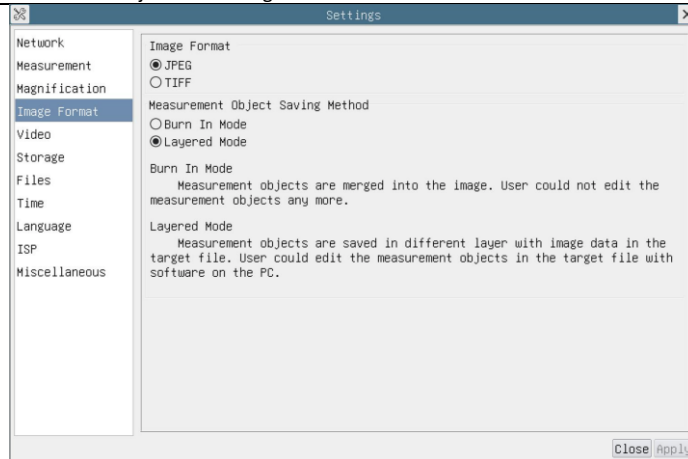 Settings
Network
Measurement
Magnification
Image Format
Video
Storage
Files
Time
Language
ISP
Miscellaneous
Image Format
JPEG
TIFF
Measurement Object Saving Method
Burn In Mode
Layered Mode
Burn In Mode
Measurement objects are merged into the image. User could not edit the
measurement objects any more.
Layered Mode
Measurement objects are saved in different layer with image data in the
target file. User could edit the measurement objects in the target file with
software on the PC.
Close Apply